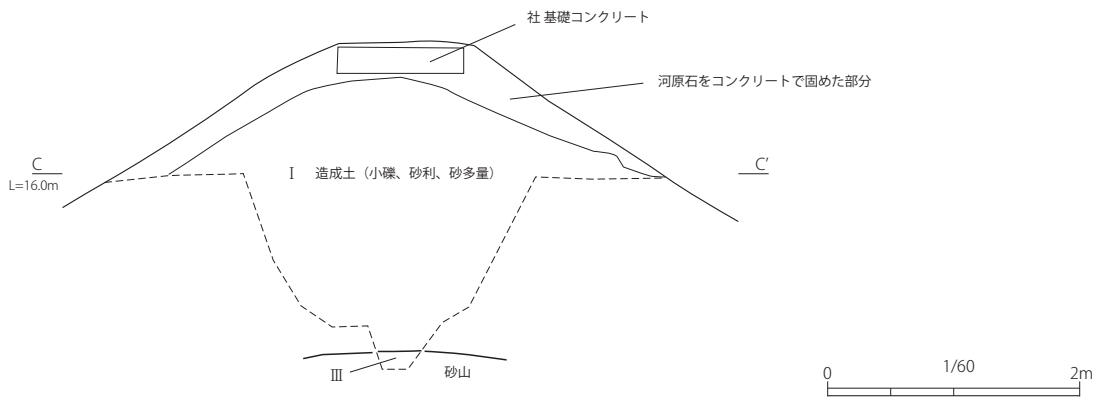 社 基礎コンクリート
河原石をコンクリートで固めた部分
C
C′
L=16.0m
Ⅰ 造成土（小礫、砂利、砂多量）
Ⅲ
砂山
0
1/60
2m